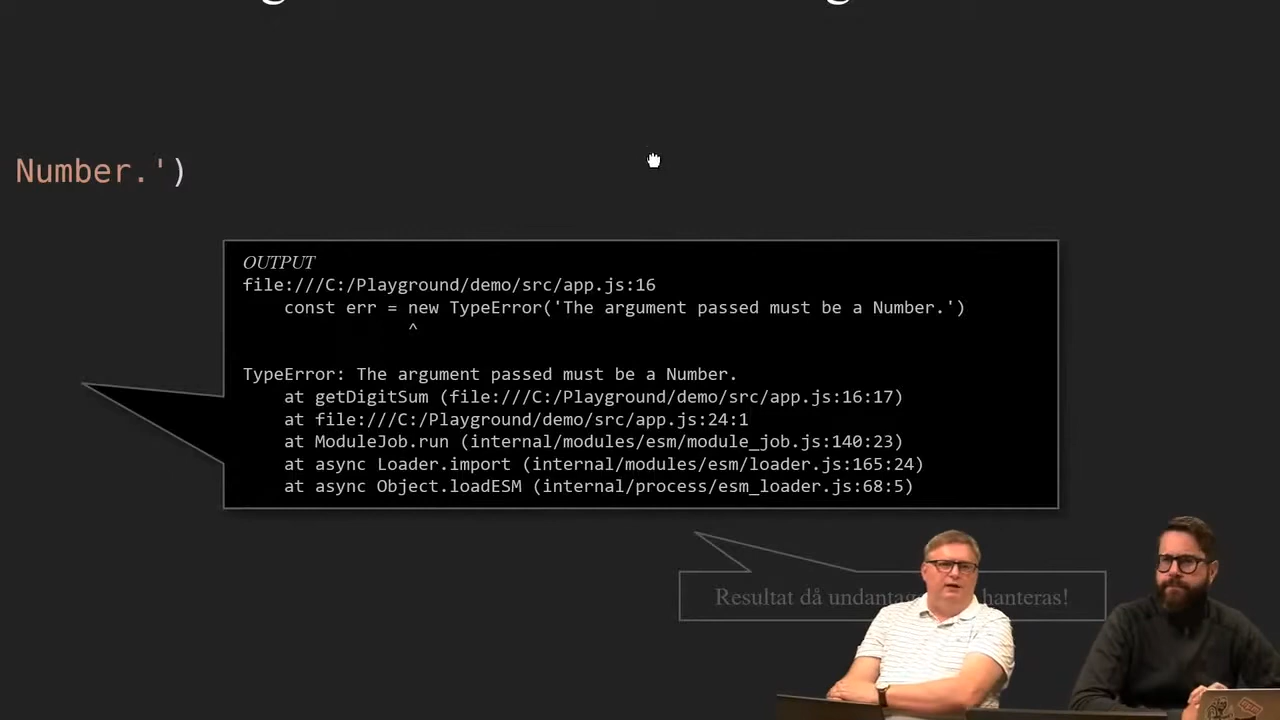 Number.')
OUTPUT
file:///C:/Playground/demo/src/app.js:16
    const err = new TypeError('The argument passed must be a Number.')
                ^
TypeError: The argument passed must be a Number.
    at getDigitSum (file:///C:/Playground/demo/src/app.js:16:17)
    at file:///C:/Playground/demo/src/app.js:24:1
    at ModuleJob.run (internal/modules/esm/module_job.js:140:23)
    at async Loader.import (internal/modules/esm/loader.js:165:24)
    at async Object.loadESM (internal/process/esm_loader.js:68:5)
Resultat då hanteras!